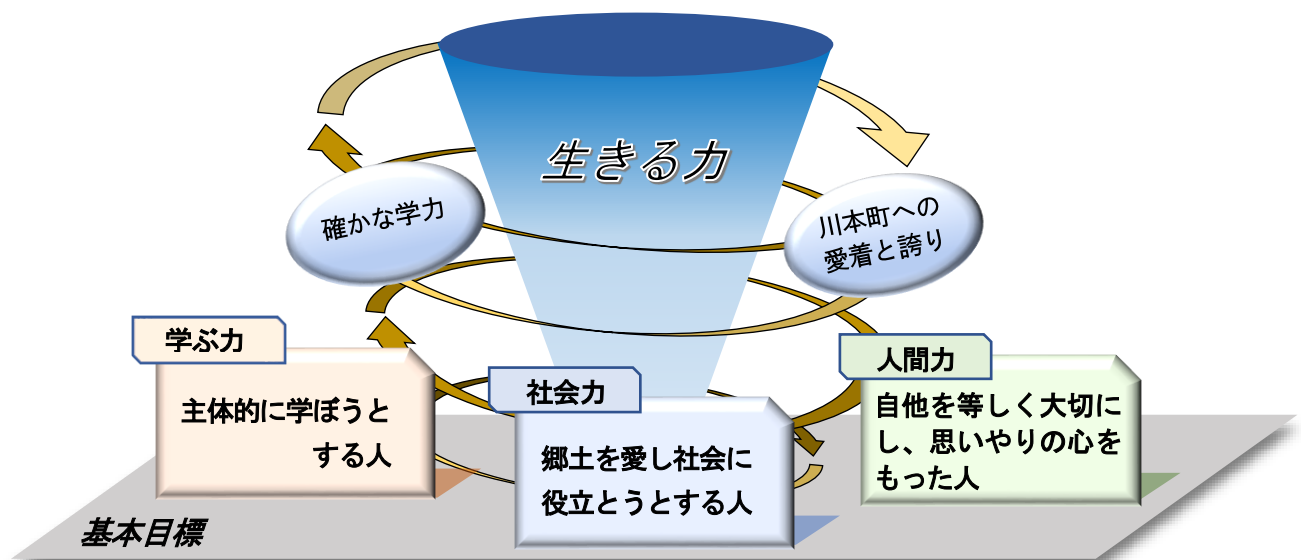 生きる力
確かな学力
川本町への
愛着と誇り
学ぶ力
主体的に学ぼうと
する人
社会力
郷土を愛し社会に
役立とうとする人
人間力
自他を等しく大切に
し、思いやりの心を
もった人
基本目標